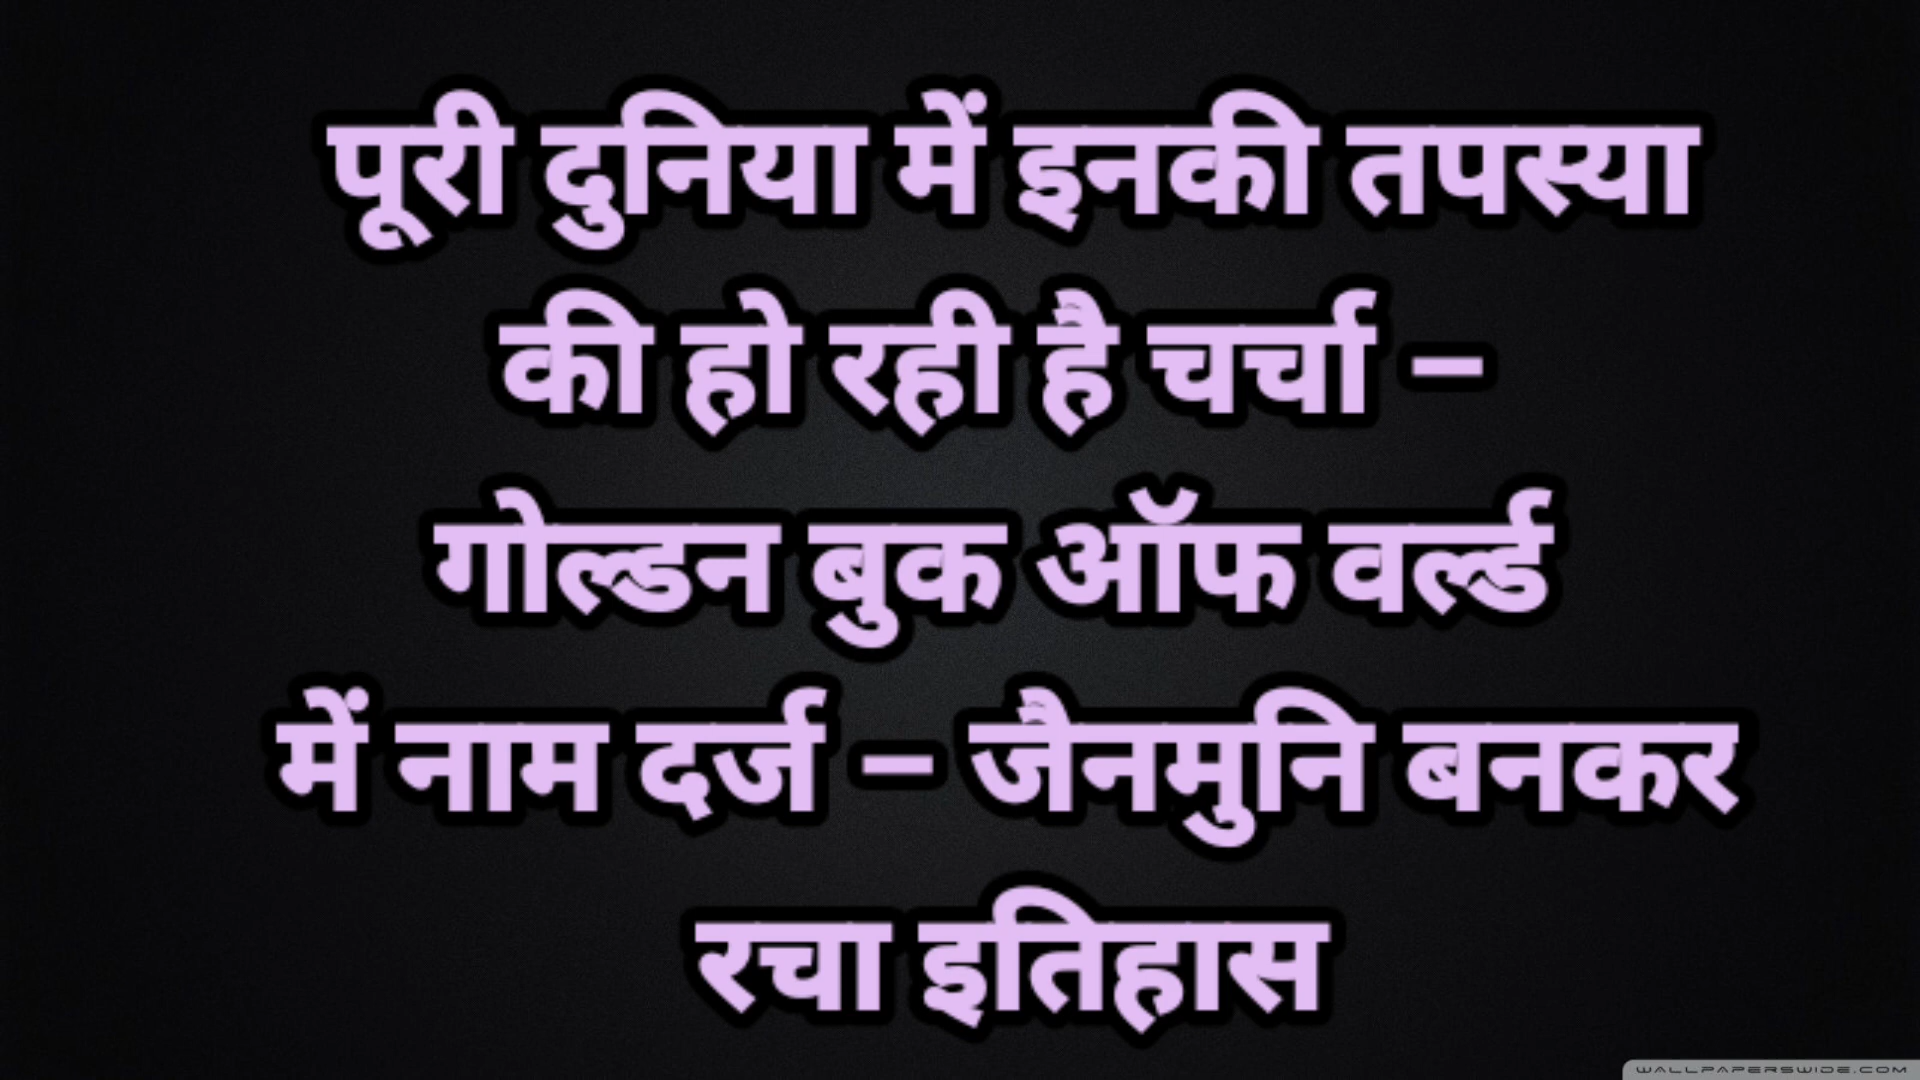 पूरी दुनिया में इनकी तपस्या
की हो रही है चर्चा –
गोल्डन बुक ऑफ वर्ल्ड
में नाम दर्ज – जैनमुनि बनकर
रचा इतिहास
WALLPAPERSWIDE.COM